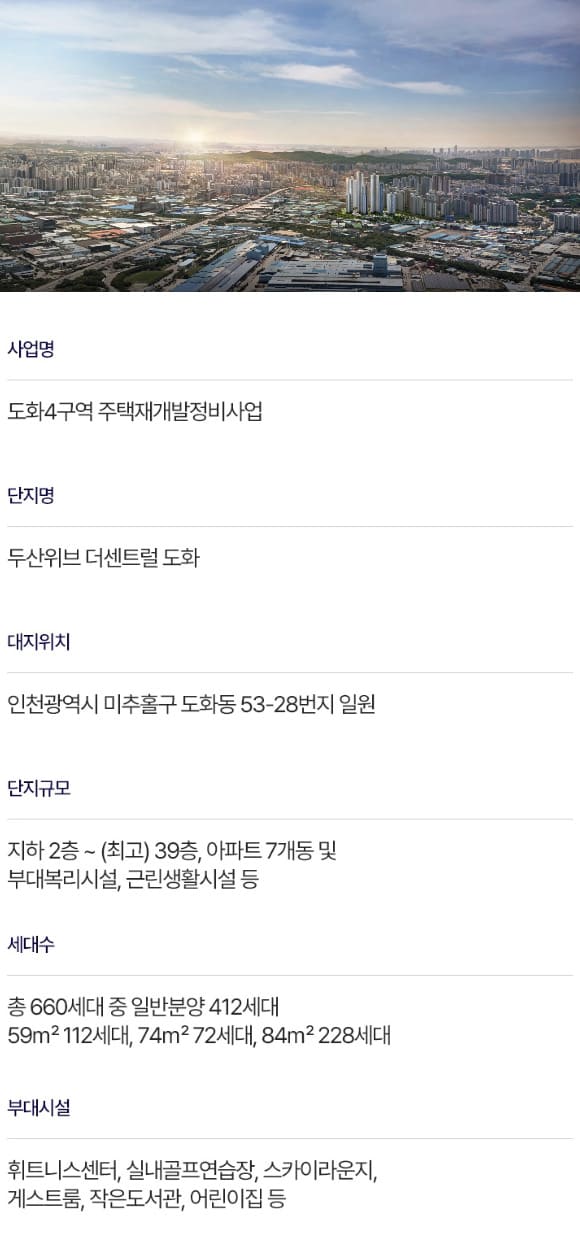 사업명
도화4구역 주택재개발정비사업
단지명
두산위브 더센트럴 도화
대지위치
인천광역시 미추홀구 도화동 53-28번지 일원
단지규모
지하 2층 ~ (최고) 39층, 아파트 7개동 및
부대복리시설, 근린생활시설 등
세대수
총 660세대 중 일반분양 412세대
59m² 112세대, 74m² 72세대, 84m² 228세대
부대시설
휘트니스센터, 실내골프연습장, 스카이라운지,
게스트룸, 작은도서관, 어린이집 등